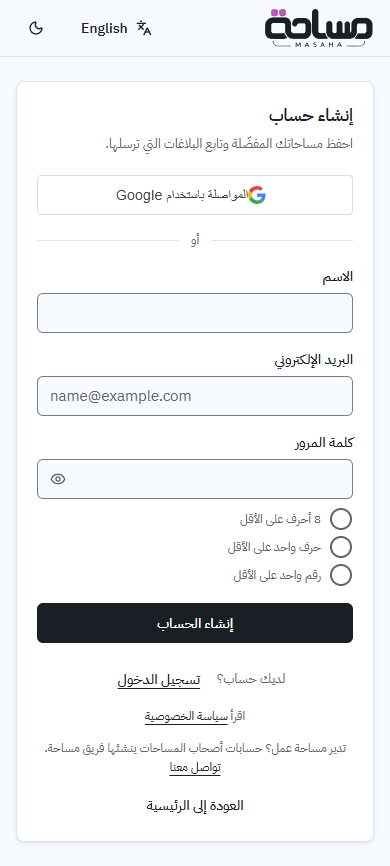 مساحة
MASAHA
English
إنشاء حساب
احفظ مساحاتك المفضّلة وتابع البلاغات التي ترسلها.
المواصلة باستخدام Google
أو
الاسم
البريد الإلكتروني
name@example.com
كلمة المرور
8 أحرف على الأقل
حرف واحد على الأقل
رقم واحد على الأقل
إنشاء الحساب
لديك حساب؟ تسجيل الدخول
اقرأ سياسة الخصوصية
تدير مساحة عمل؟ حسابات أصحاب المساحات ينشئها فريق مساحة.
تواصل معنا
العودة إلى الرئيسية